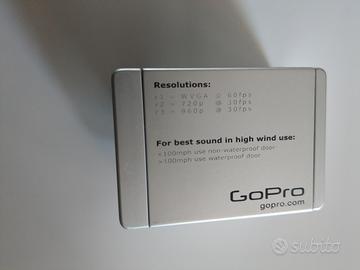 Resolutions:
r1 = WVGA @ 60fps
r2 = 720p @ 30fps
r3 = 960p @ 30fps
For best sound in high wind use:
<100mph use non-waterproof door
>100mph use waterproof door
GoPro
gopro.com
subito